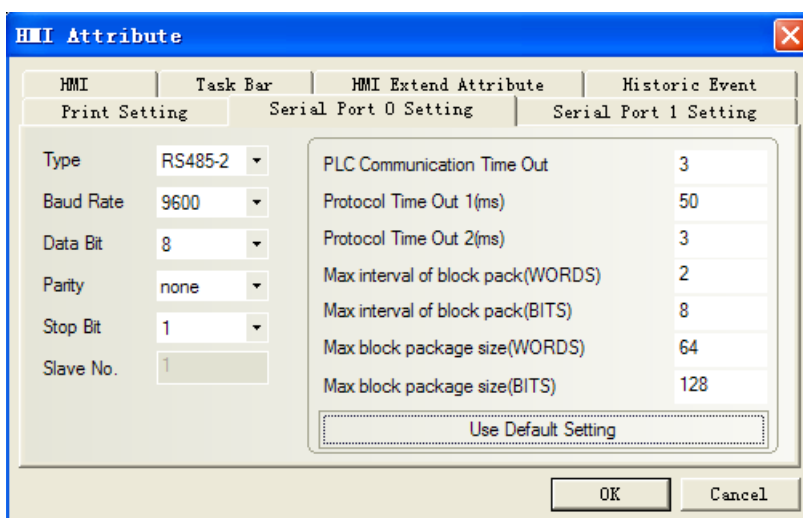 HMI Attribute
HMI Task Bar HMI Extend Attribute Historic Event
Print Setting Serial Port 0 Setting Serial Port 1 Setting
Type RS485-2
Baud Rate 9600
Data Bit 8
Parity none
Stop Bit 1
Slave No. 1
PLC Communication Time Out 3
Protocol Time Out 1(ms) 50
Protocol Time Out 2(ms) 3
Max interval of block pack(WORDS) 2
Max interval of block pack(BITS) 8
Max block package size(WORDS) 64
Max block package size(BITS) 128
Use Default Setting
OK Cancel